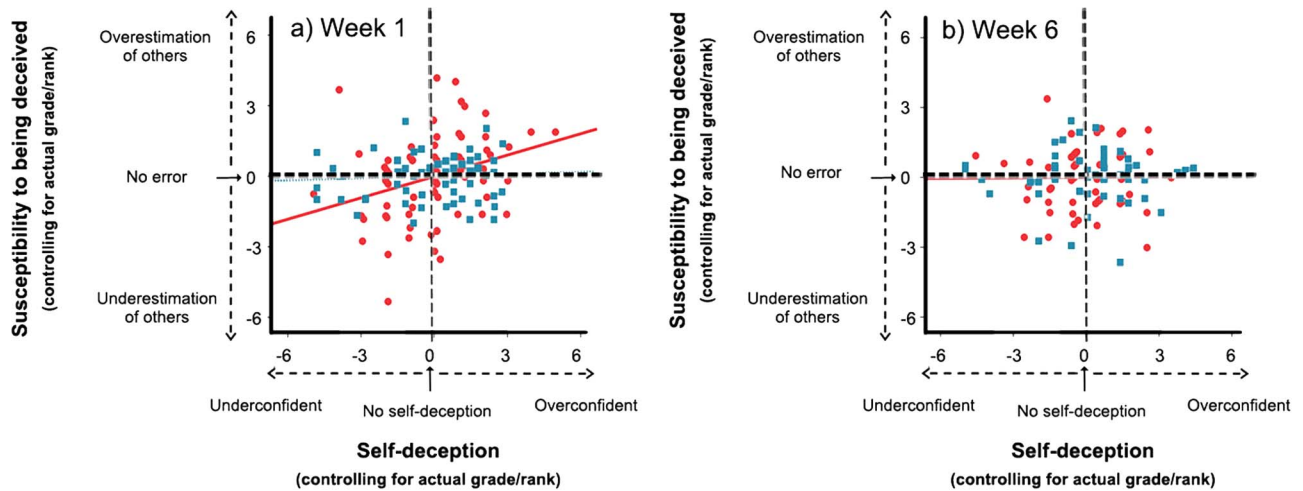 Susceptibility to being deceived
(controlling for actual grade/rank)
Overestimation
of others
No error
Underestimation
of others
a) Week 1
6
3
0
-3
-6
-6
-3
0
3
6
Underconfident
No self-deception
Overconfident
Self-deception
(controlling for actual grade/rank)
Susceptibility to being deceived
(controlling for actual grade/rank)
Overestimation
of others
No error
Underestimation
of others
b) Week 6
6
3
0
-3
-6
-6
-3
0
3
6
Underconfident
No self-deception
Overconfident
Self-deception
(controlling for actual grade/rank)